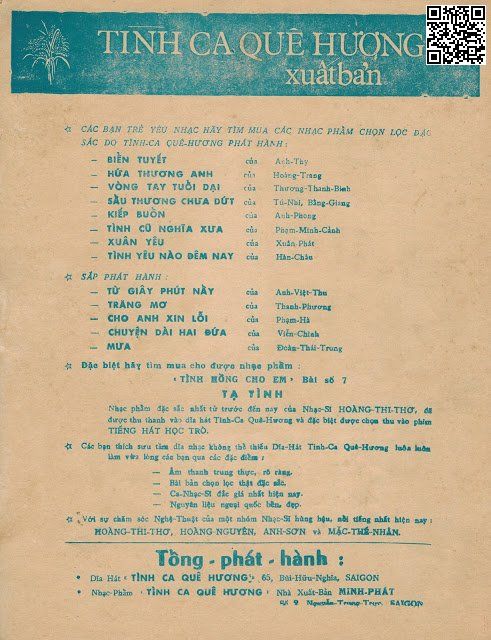 TÌNH CA QUÊ HƯƠNG
xuất bản
☆ CÁC BẠN TRẺ YÊU NHẠC HÃY TÌM MUA CÁC NHẠC PHẨM CHỌN LỌC ĐẶC
SẮC DO TÌNH-CA QUÊ-HƯƠNG PHÁT HÀNH :
— BIỂN TUYẾT của Anh-Thy
— HỨA THƯƠNG ANH của Hoàng-Trang
— VÒNG TAY TUỔI DẠI của Thương-Thanh-Bình
— SẦU THƯƠNG CHƯA DỨT của Tú-Nhi, Bằng-Giang
— KIẾP BUỒN của Anh-Phong
— TÌNH CŨ NGHĨA XƯA của Phạm-Minh-Cảnh
— XUÂN YÊU của Xuân-Phát
— TÌNH YÊU NÀO ĐÊM NAY của Hàn-Châu
☆ SẮP PHÁT HÀNH :
— TỪ GIÂY PHÚT NÀY của Anh-Việt-Thu
— TRĂNG MƠ của Thanh-Phương
— CHO ANH XIN LỖI của Phạm-Hà
— CHUYỆN DÀI HAI ĐỨA của Viễn-Chinh
— MƯA của Đoàn-Thái-Trung
☆ Đặc biệt hãy tìm mua cho được nhạc phẩm :
‹ TÌNH HỒNG CHO EM › Bài số 7
TẠ TÌNH
Nhạc phẩm đặc sắc nhất từ trước đến nay của Nhạc-Sĩ HOÀNG-THI-THƠ, đã
được thu thanh vào dĩa hát Tình-Ca Quê-Hương và đặc biệt được chọn thu vào phim
TIẾNG HÁT HỌC TRÒ.
☆ Các bạn thích sưu tầm dĩa nhạc không thể thiếu Dĩa-Hát Tình-Ca Quê-Hương luôn luôn
làm vừa lòng các bạn qua các đặc điểm :
— Âm thanh trung thực, rõ ràng.
— Bài bản chọn lọc thật đặc sắc.
— Ca-Nhạc-Sĩ đắc giá nhất hiện nay.
— Nguyên liệu ngoại quốc bền, đẹp.
☆ Với sự chăm sóc Nghệ-Thuật của một nhóm Nhạc-Sĩ hùng hậu, nổi tiếng nhất hiện nay :
HOÀNG-THI-THƠ, HOÀNG-NGUYÊN, ANH-SƠN và MẶC-THẾ-NHÂN.
Tổng - phát - hành :
• Dĩa Hát ‹ TÌNH CA QUÊ HƯƠNG › 65, Bùi-Hữu-Nghĩa, SAIGON
• Nhạc-Phẩm ‹ TÌNH CA QUÊ HƯƠNG › Nhà Xuất-Bản MINH-PHÁT
Số 9 Nguyễn-Trung-Trực, SAIGON